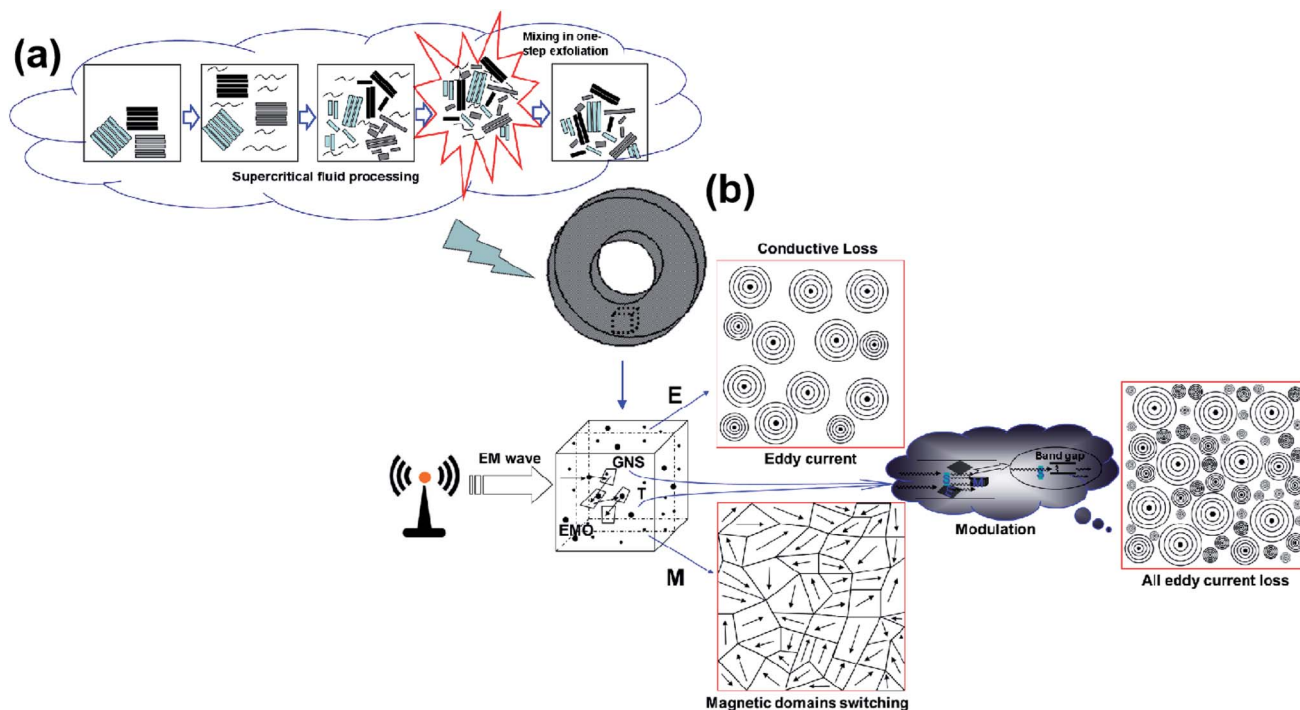 (a)
Mixing in one-
step exfoliation
Supercritical fluid processing
(b)
Conductive Loss
E
Eddy current
EM wave
GNS
T
EMO
M
Band gap
S
S
M
Modulation
All eddy current loss
Magnetic domains switching